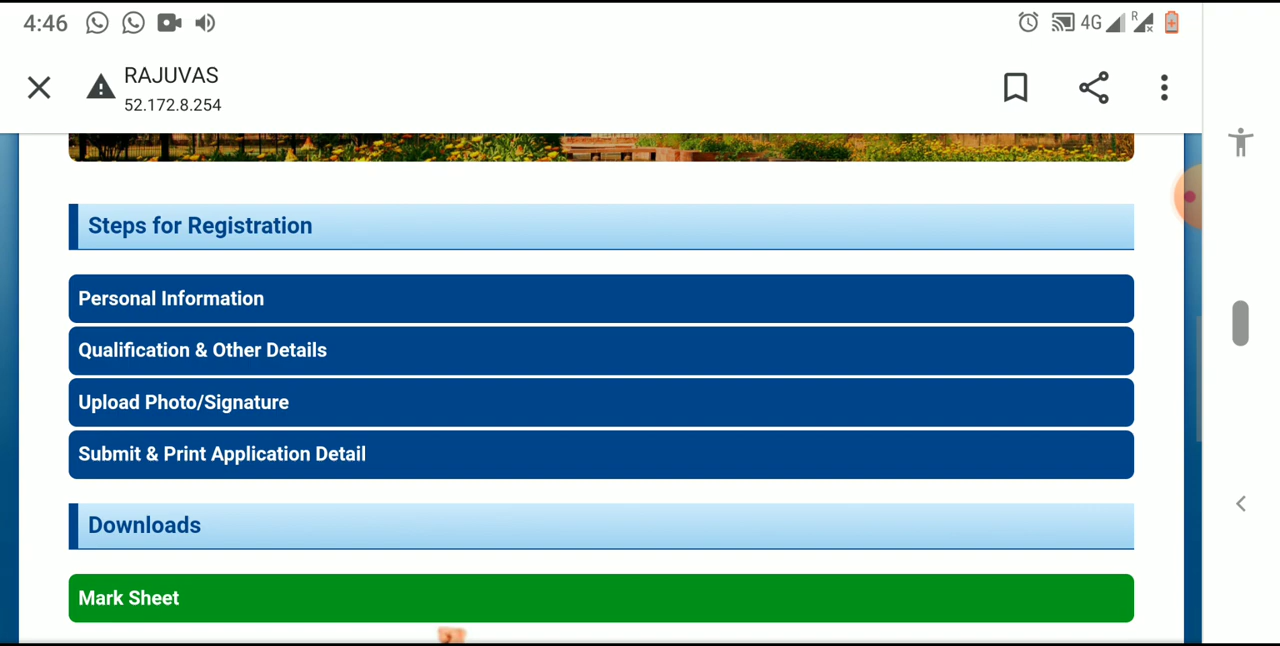 4:46
4G
R
RAJUVAS
52.172.8.254
Steps for Registration
Personal Information
Qualification & Other Details
Upload Photo/Signature
Submit & Print Application Detail
Downloads
Mark Sheet